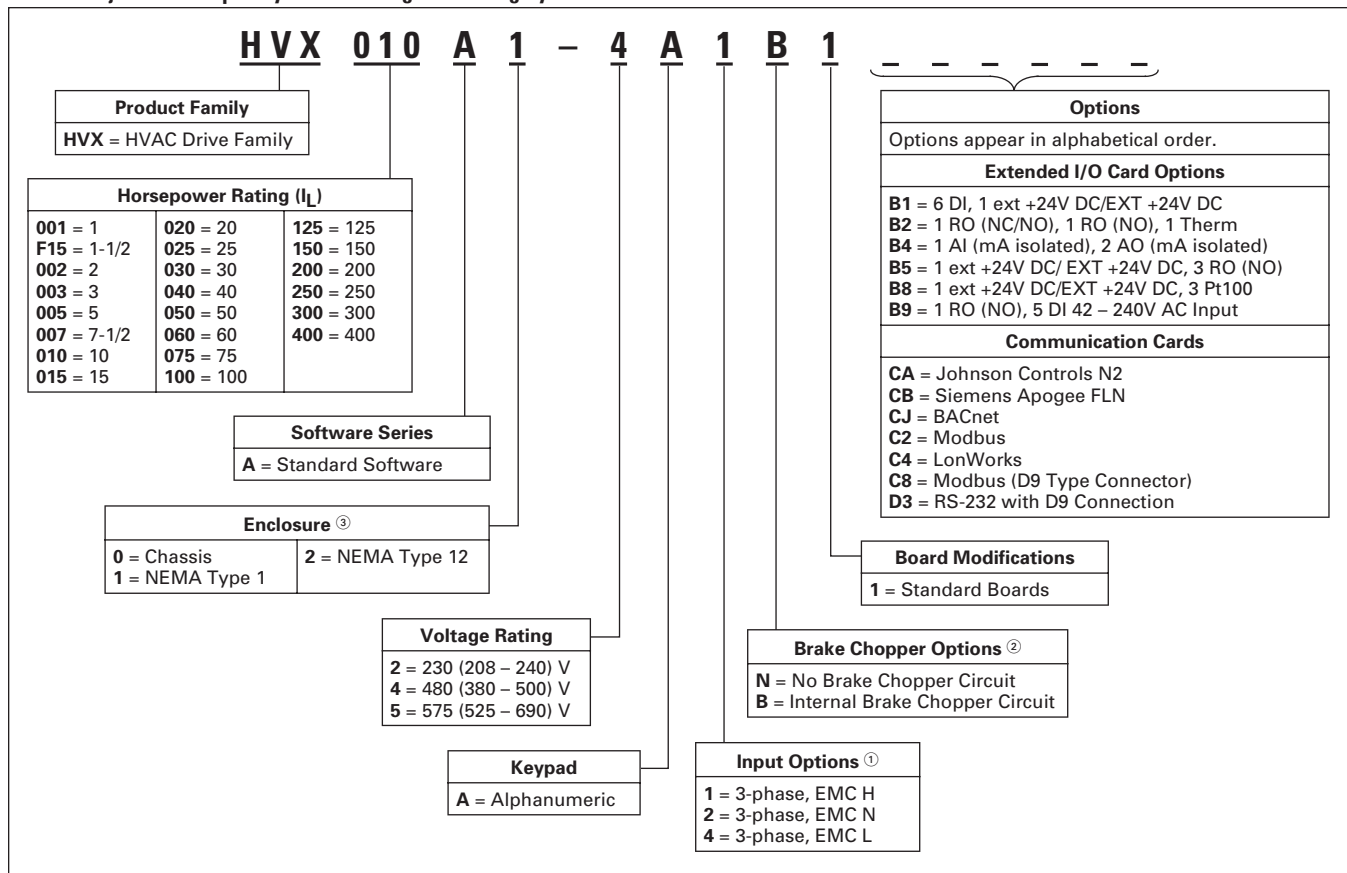 HVX 010 A 1 – 4 A 1 B 1 _ _ _ _ _ _
Product Family
HVX = HVAC Drive Family
Horsepower Rating (IL)
001 = 1
F15 = 1-1/2
002 = 2
003 = 3
005 = 5
007 = 7-1/2
010 = 10
015 = 15
020 = 20
025 = 25
030 = 30
040 = 40
050 = 50
060 = 60
075 = 75
100 = 100
125 = 125
150 = 150
200 = 200
250 = 250
300 = 300
400 = 400
Software Series
A = Standard Software
Enclosure ③
0 = Chassis
1 = NEMA Type 1
2 = NEMA Type 12
Voltage Rating
2 = 230 (208 – 240) V
4 = 480 (380 – 500) V
5 = 575 (525 – 690) V
Keypad
A = Alphanumeric
Input Options ①
1 = 3-phase, EMC H
2 = 3-phase, EMC N
4 = 3-phase, EMC L
Brake Chopper Options ②
N = No Brake Chopper Circuit
B = Internal Brake Chopper Circuit
Board Modifications
1 = Standard Boards
Options
Options appear in alphabetical order.
Extended I/O Card Options
B1 = 6 DI, 1 ext +24V DC/EXT +24V DC
B2 = 1 RO (NC/NO), 1 RO (NO), 1 Therm
B4 = 1 AI (mA isolated), 2 AO (mA isolated)
B5 = 1 ext +24V DC/ EXT +24V DC, 3 RO (NO)
B8 = 1 ext +24V DC/EXT +24V DC, 3 Pt100
B9 = 1 RO (NO), 5 DI 42 – 240V AC Input
Communication Cards
CA = Johnson Controls N2
CB = Siemens Apogee FLN
CJ = BACnet
C2 = Modbus
C4 = LonWorks
C8 = Modbus (D9 Type Connector)
D3 = RS-232 with D9 Connection